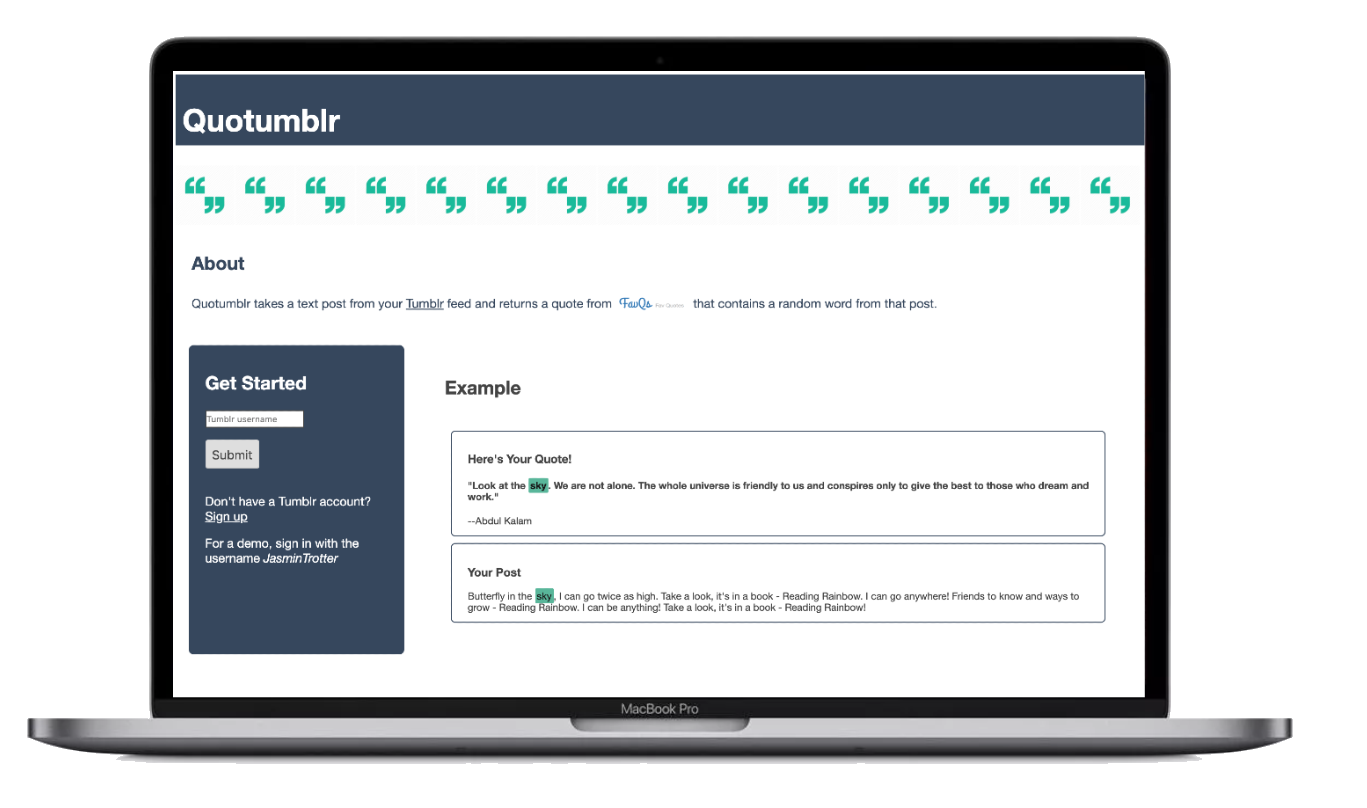 Quotumblr
About
Quotumblr takes a text post from your Tumblr feed and returns a quote from FavQs Fav Quotes that contains a random word from that post.
Get Started
Tumblr username
Submit
Don't have a Tumblr account?
Sign up
For a demo, sign in with the
username JasminTrotter
Example
Here's Your Quote!
"Look at the sky. We are not alone. The whole universe is friendly to us and conspires only to give the best to those who dream and
work."
--Abdul Kalam
Your Post
Butterfly in the sky, I can go twice as high. Take a look, it's in a book - Reading Rainbow. I can go anywhere! Friends to know and ways to
grow - Reading Rainbow. I can be anything! Take a look, it's in a book - Reading Rainbow!
MacBook Pro